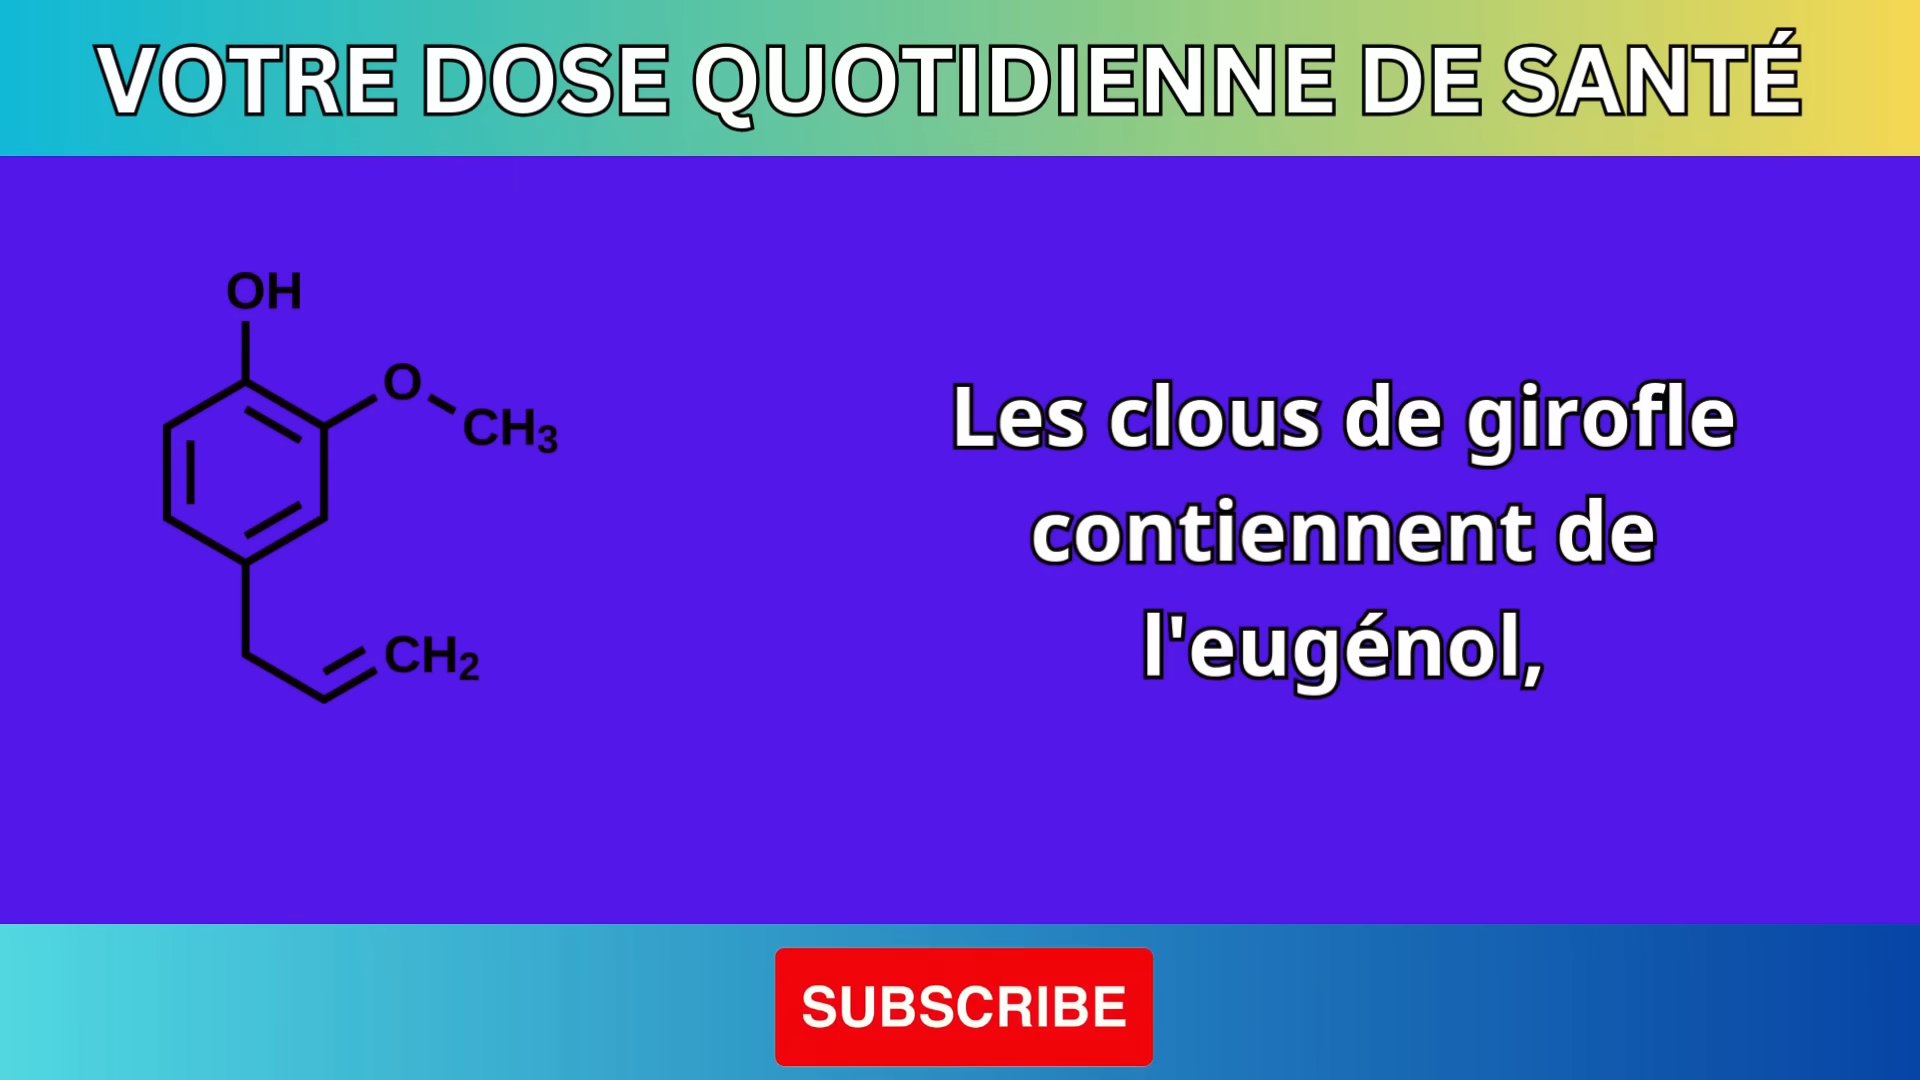 VOTRE DOSE QUOTIDIENNE DE SANTÉ
OH
O
CH3
Les clous de girofle
contiennent de
l'eugénol,
CH2
SUBSCRIBE